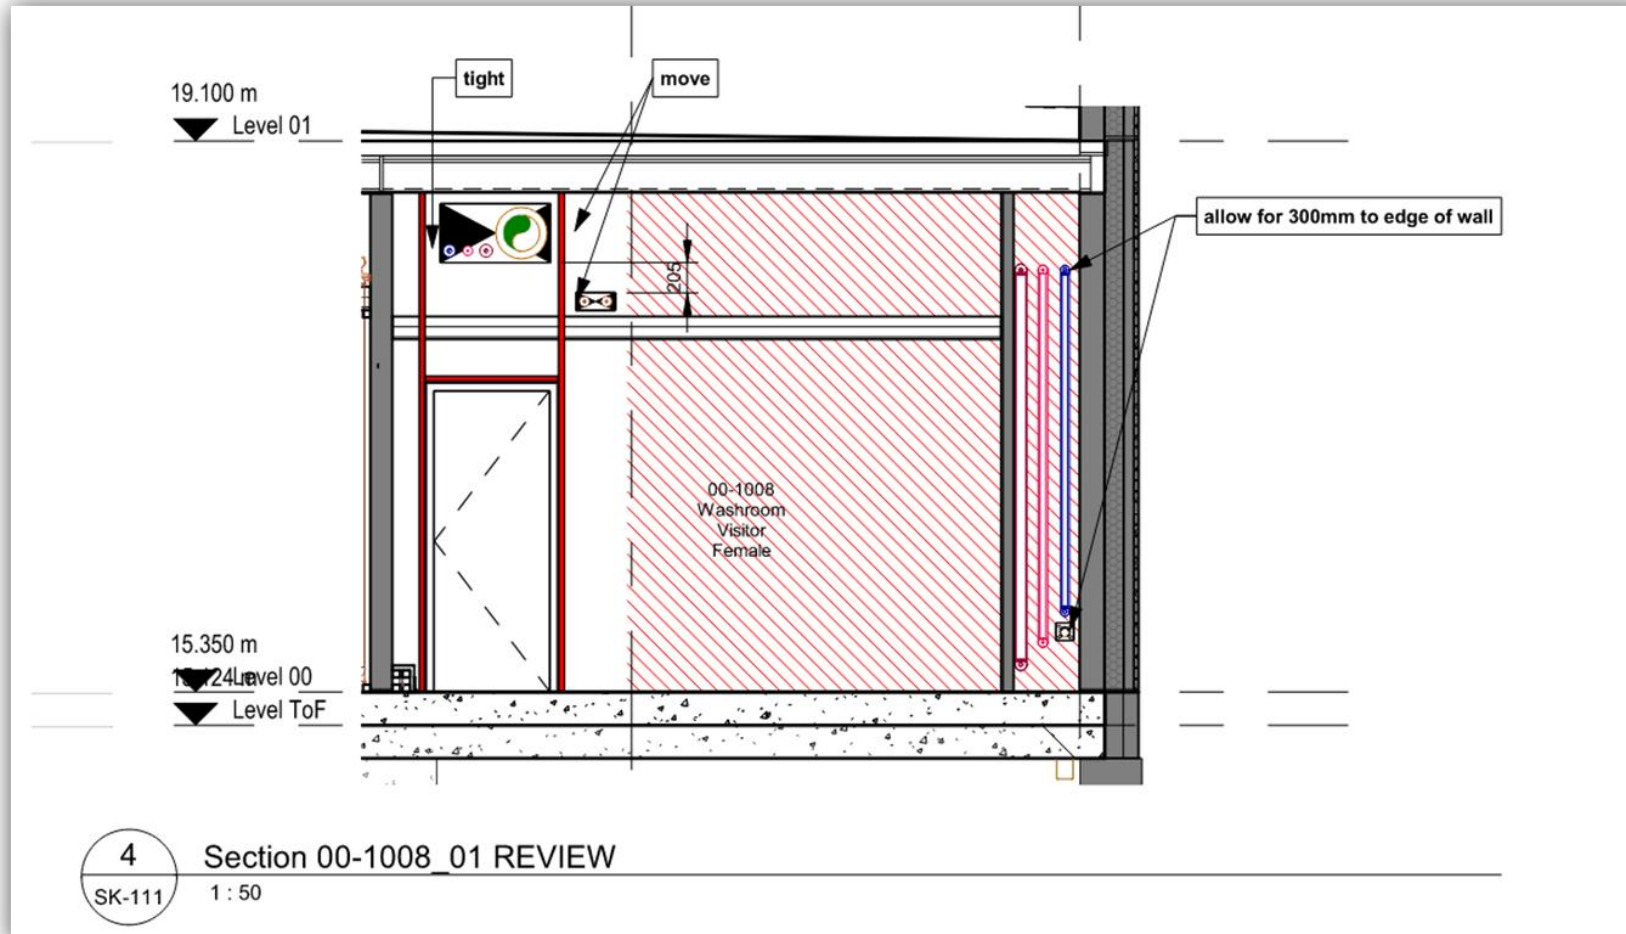 tight
move
19.100 m
Level 01
allow for 300mm to edge of wall
205
00-1008
Washroom
Visitor
Female
15.350 m
Level 00
Level ToF
4
SK-111
Section 00-1008_01 REVIEW
1 : 50